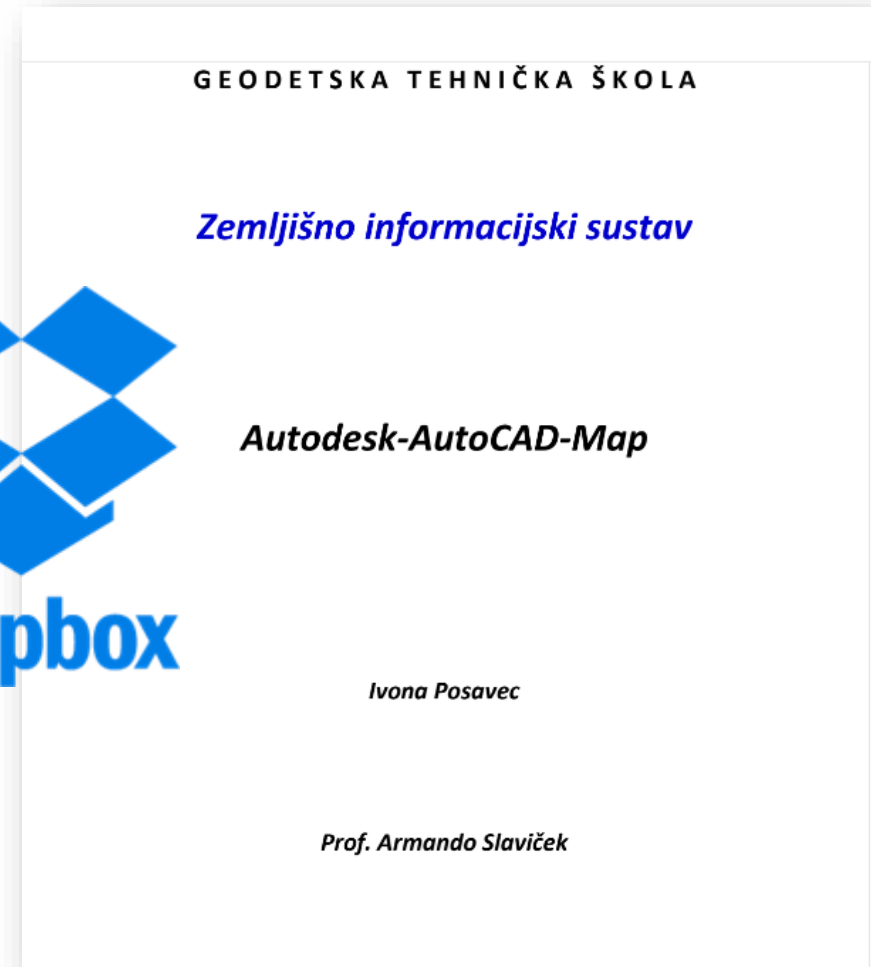 GEODETSKA TEHNIČKA ŠKOLA
Zemljišno informacijski sustav
Autodesk-AutoCAD-Map
pbox
Ivona Posavec
Prof. Armando Slaviček